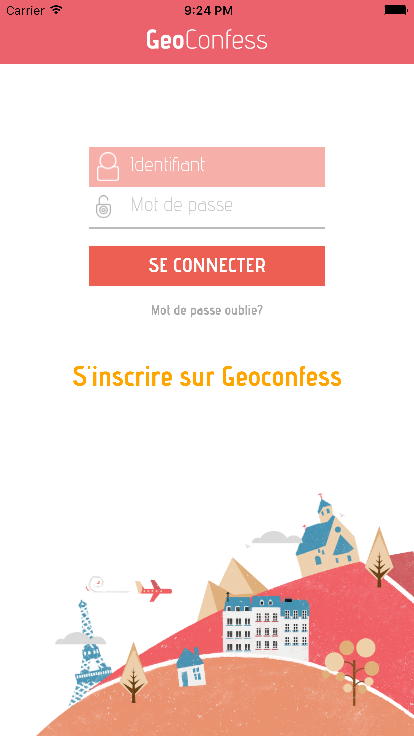 Carrier 9:24 PM
GeoConfess
Identifiant
Mot de passe
SE CONNECTER
Mot de passe oublie?
S'inscrire sur Geoconfess